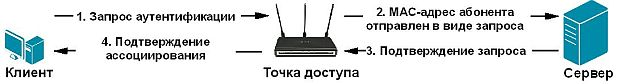 1. Запрос аутентификации
2. MAC-адрес абонента
отправлен в виде запроса
4. Подтверждение
ассоциирования
3. Подтверждение запроса
Клиент
Точка доступа
Сервер